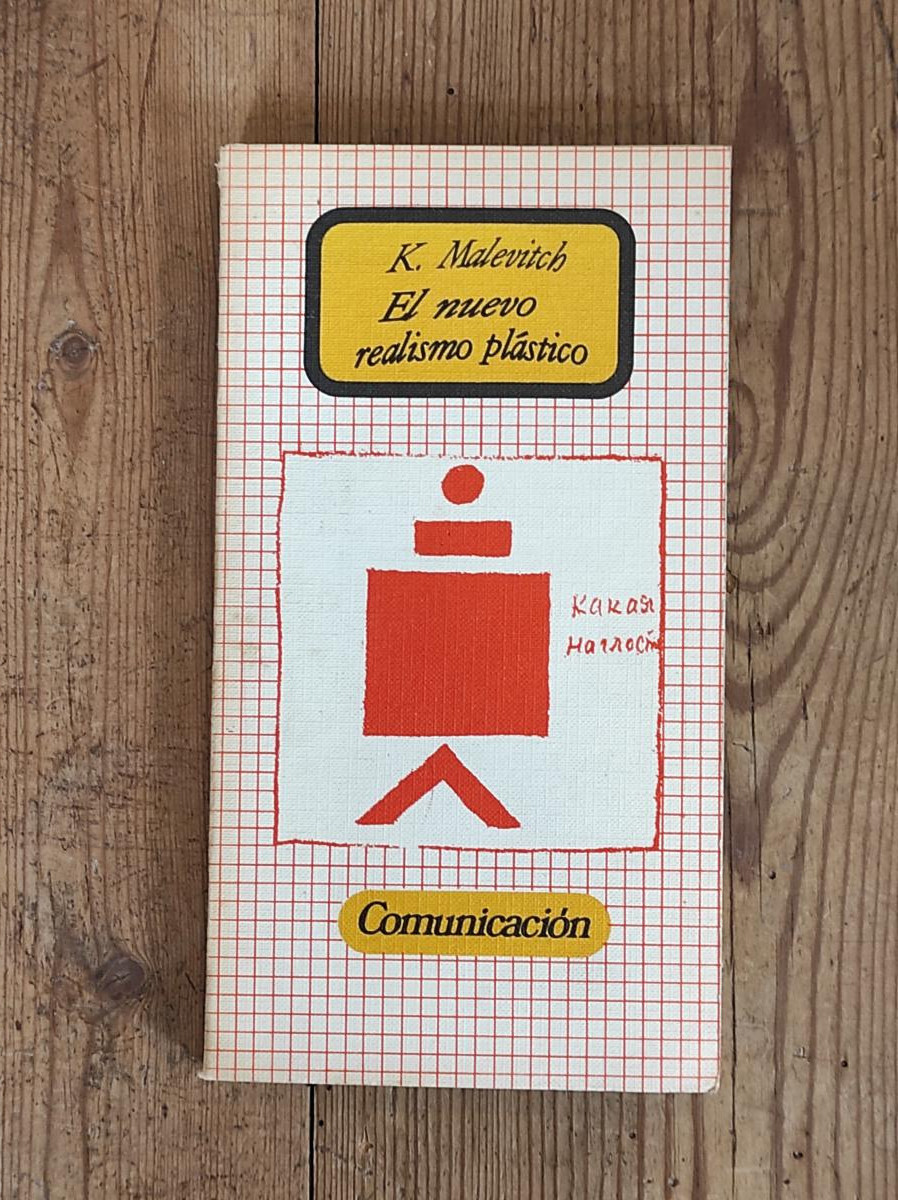 K. Malevitch
El nuevo
realismo plástico
какая
наглость
Comunicación